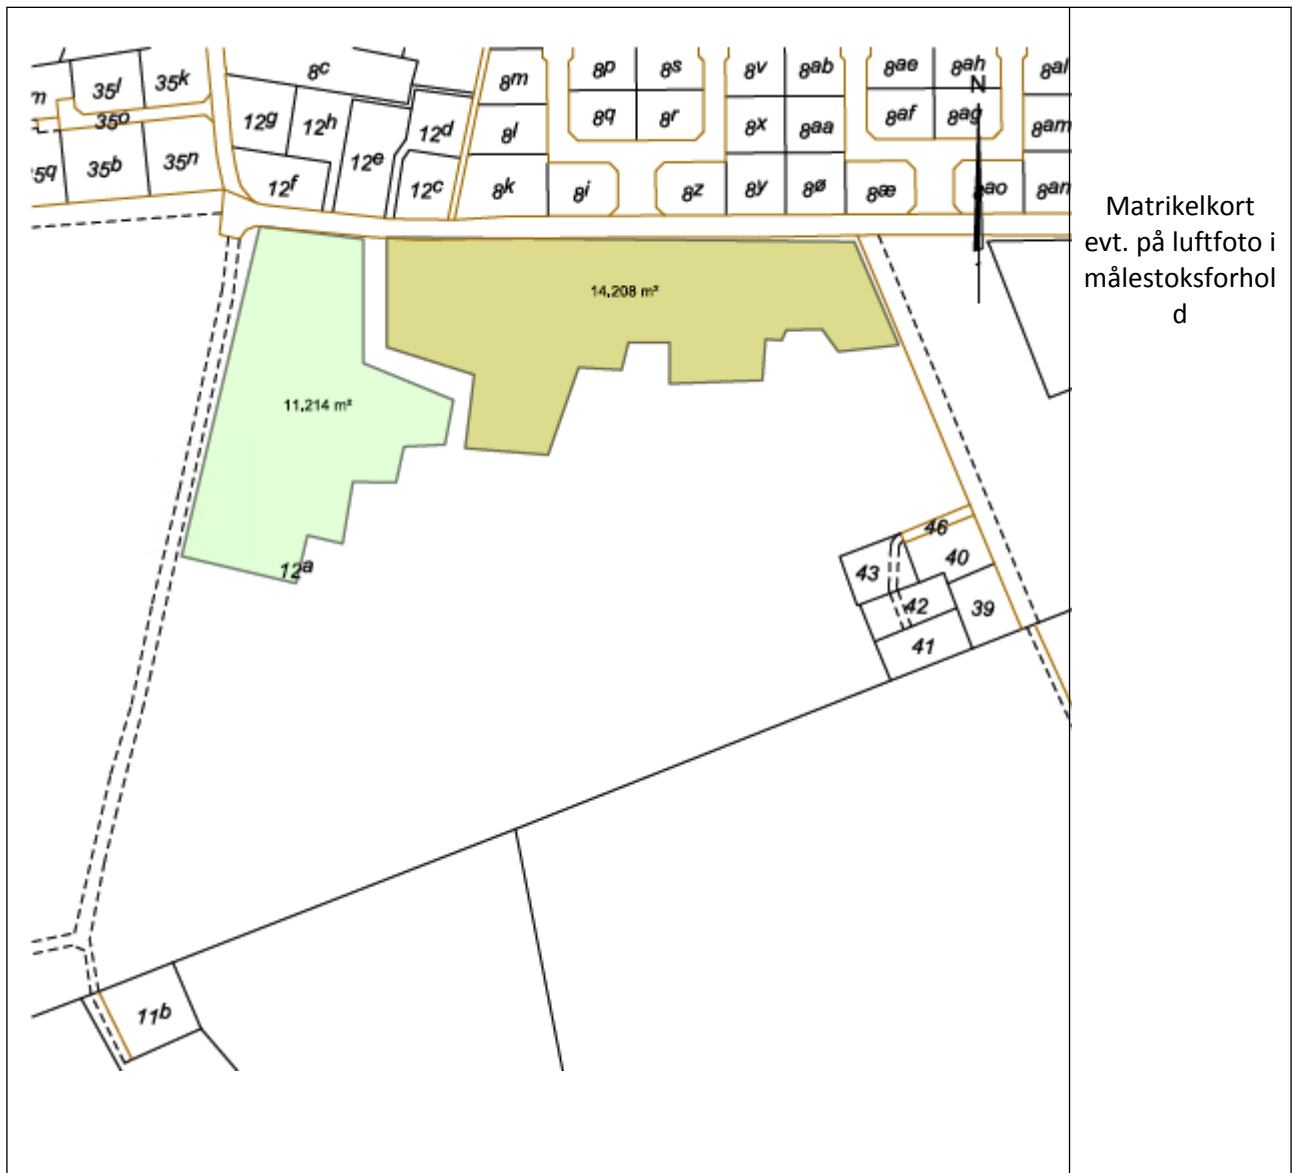 8c
8m
8p
8s
8v
8ab
8ae
8ah
8al
35l
35k
m
N
35o
12g
12h
12d
8l
8q
8r
8x
8aa
8af
8ag
8am
5q
35b
35n
12e
12f
12c
8k
8i
8z
8y
8ø
8æ
8ao
8an
Matrikelkort
evt. på luftfoto i
målestoksforhol
d
14.208 m²
11.214 m²
12a
46
43
40
42
39
41
11b